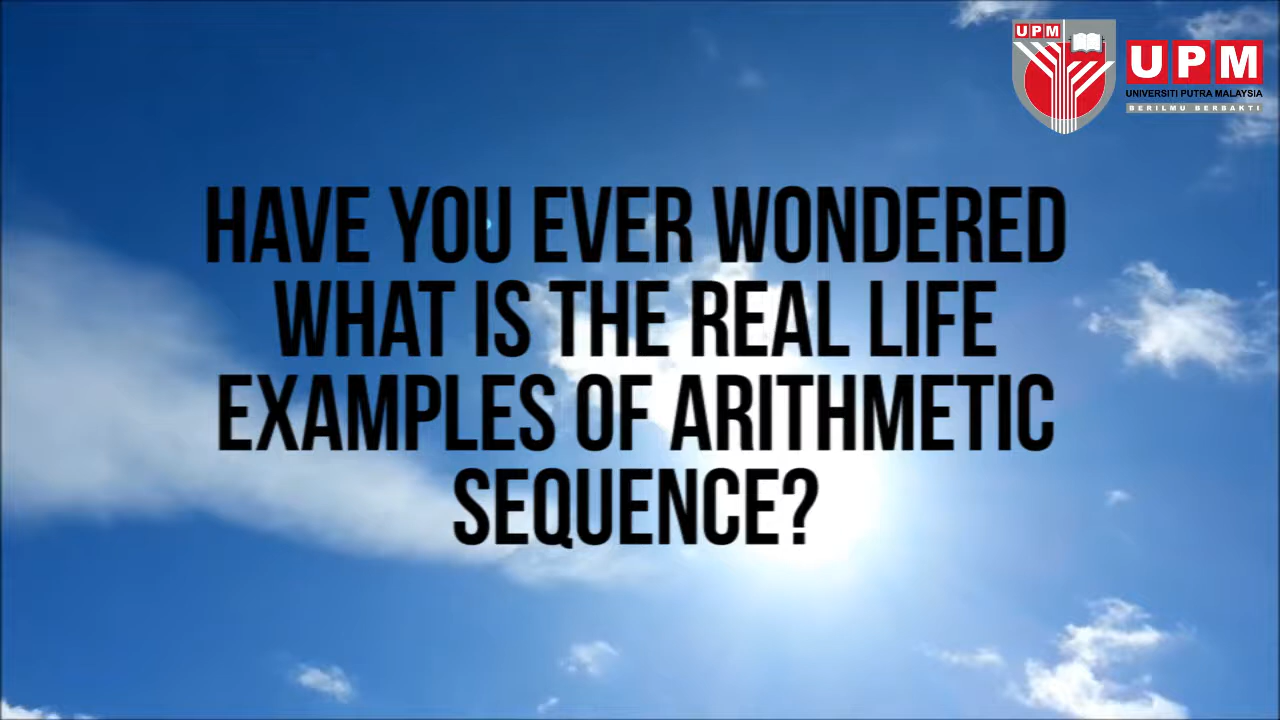 UPM
UPM
UNIVERSITI PUTRA MALAYSIA
BERILMU BERBAKTI
HAVE YOU EVER WONDERED
WHAT IS THE REAL LIFE
EXAMPLES OF ARITHMETIC
SEQUENCE?